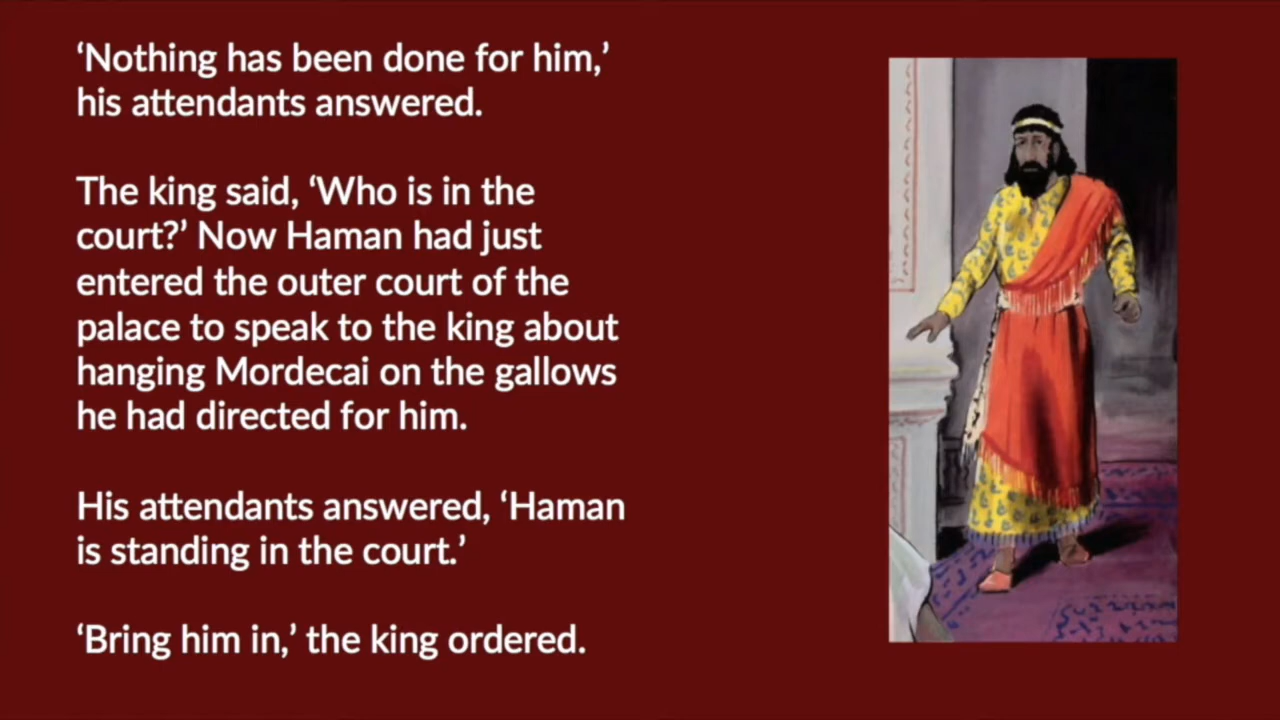 ‘Nothing has been done for him,’
his attendants answered.
The king said, ‘Who is in the
court?’ Now Haman had just
entered the outer court of the
palace to speak to the king about
hanging Mordecai on the gallows
he had directed for him.
His attendants answered, ‘Haman
is standing in the court.’
‘Bring him in,’ the king ordered.